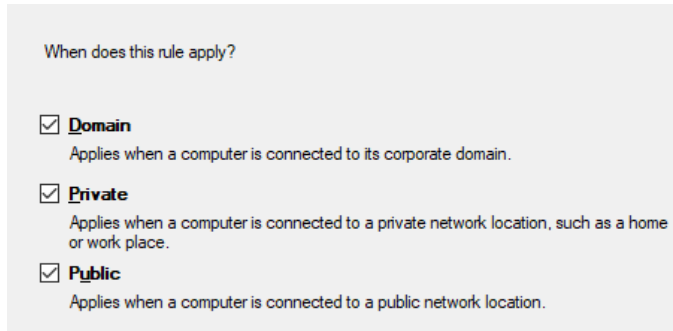 When does this rule apply?
Domain
Applies when a computer is connected to its corporate domain.
Private
Applies when a computer is connected to a private network location, such as a home
or work place.
Public
Applies when a computer is connected to a public network location.